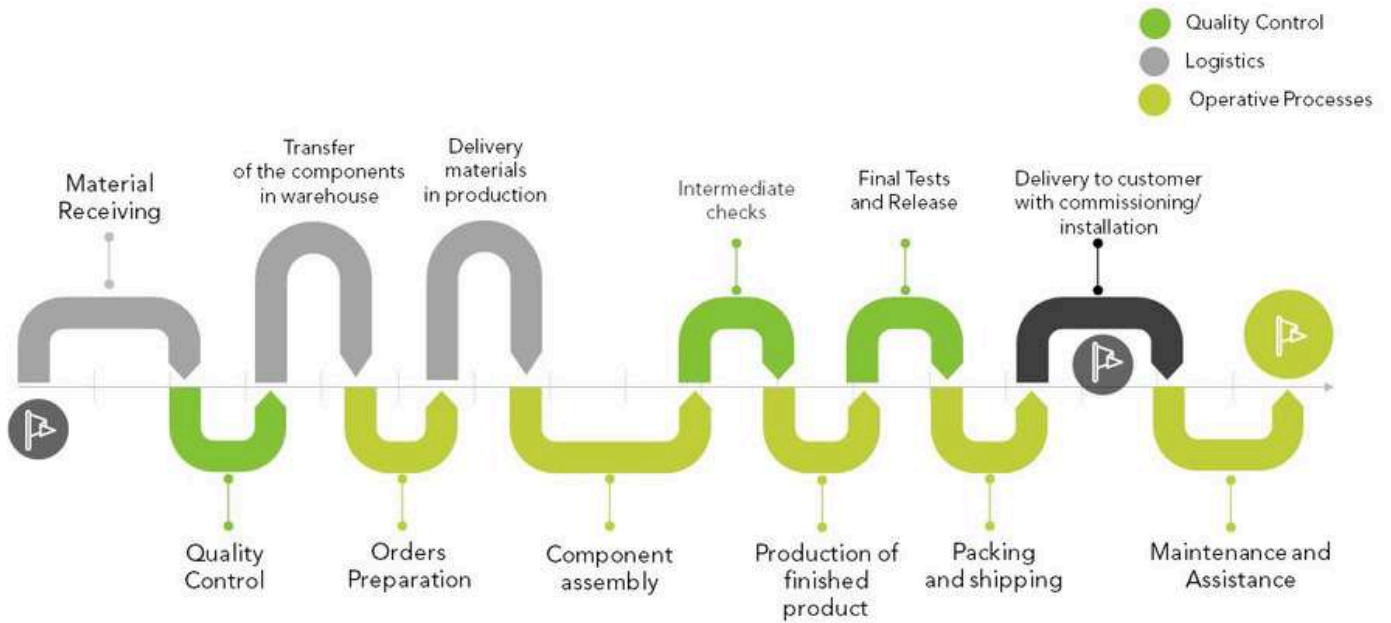 Quality Control
Logistics
Operative Processes
Material
Receiving
Transfer
of the components
in warehouse
Delivery
materials
in production
Intermediate
checks
Final Tests
and Release
Delivery to customer
with commissioning/
installation
Quality
Control
Orders
Preparation
Component
assembly
Production of
finished
product
Packing
and shipping
Maintenance and
Assistance